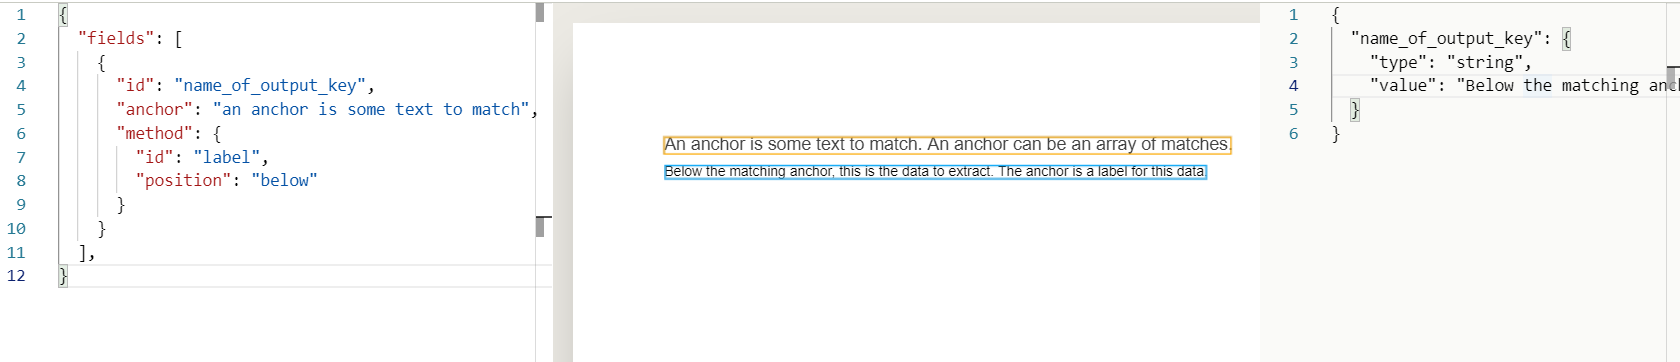 1 {
2 "fields": [
3 {
4 "id": "name_of_output_key",
5 "anchor": "an anchor is some text to match",
6 "method": {
7 "id": "label",
8 "position": "below"
9 }
10 }
11 ],
12 }
An anchor is some text to match. An anchor can be an array of matches.
Below the matching anchor, this is the data to extract. The anchor is a label for this data.
1 {
2 "name_of_output_key": {
3 "type": "string",
4 "value": "Below the matching
5 }
6 }